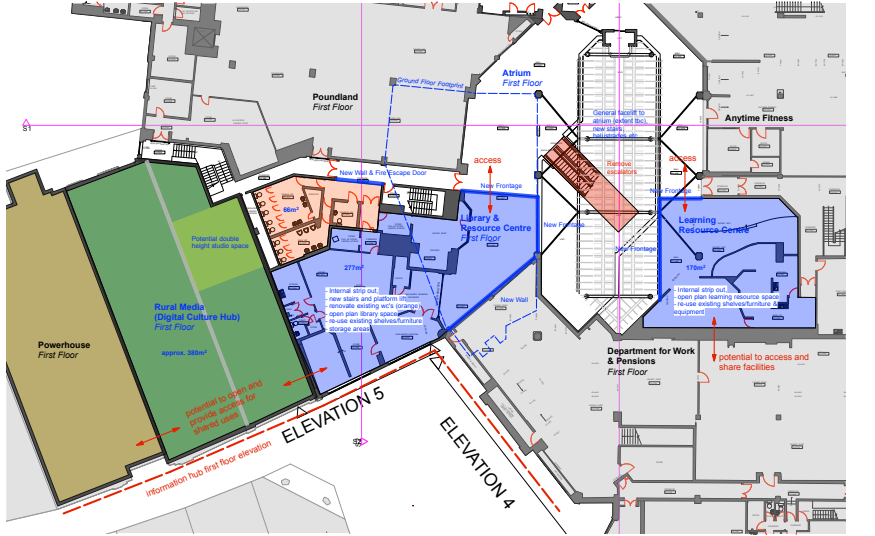 Poundland
First Floor
Ground Floor Footprint
Atrium
First Floor
General facelift to
atrium (extent tbc),
new stairs,
balustrades etc
Anytime Fitness
S1
access
Remove
escalators
access
New Wall & Fire Escape Door
New Frontage
New Frontage
66m²
Library &
Resource Centre
First Floor
New Frontage
Learning
Resource Centre
Potential double
height studio space
New Frontage
277m²
170m²
- Internal strip out,
- new stairs and platform lift
- renovate existing wc's (orange)
- open plan library space
- re-use existing shelves/furniture
storage areas
- Internal strip out,
- open plan learning resource space
- re-use existing shelves/furniture &
equipment
New Wall
Rural Media
(Digital Culture Hub)
First Floor
approx. 380m²
Powerhouse
First Floor
Department for Work
& Pensions
First Floor
potential to access and
share facilities
potential to open and
provide access for
shared uses
ELEVATION 5
ELEVATION 4
information hub first floor elevation